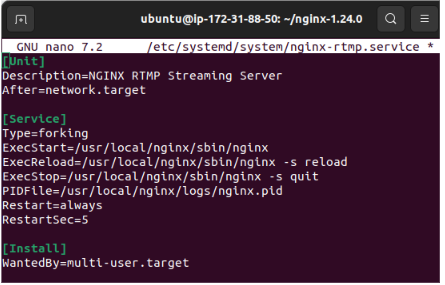 ubuntu@ip-172-31-88-50: ~/nginx-1.24.0
GNU nano 7.2 /etc/systemd/system/nginx-rtmp.service *
[Unit]
Description=NGINX RTMP Streaming Server
After=network.target

[Service]
Type=forking
ExecStart=/usr/local/nginx/sbin/nginx
ExecReload=/usr/local/nginx/sbin/nginx -s reload
ExecStop=/usr/local/nginx/sbin/nginx -s quit
PIDFile=/usr/local/nginx/logs/nginx.pid
Restart=always
RestartSec=5

[Install]
WantedBy=multi-user.target